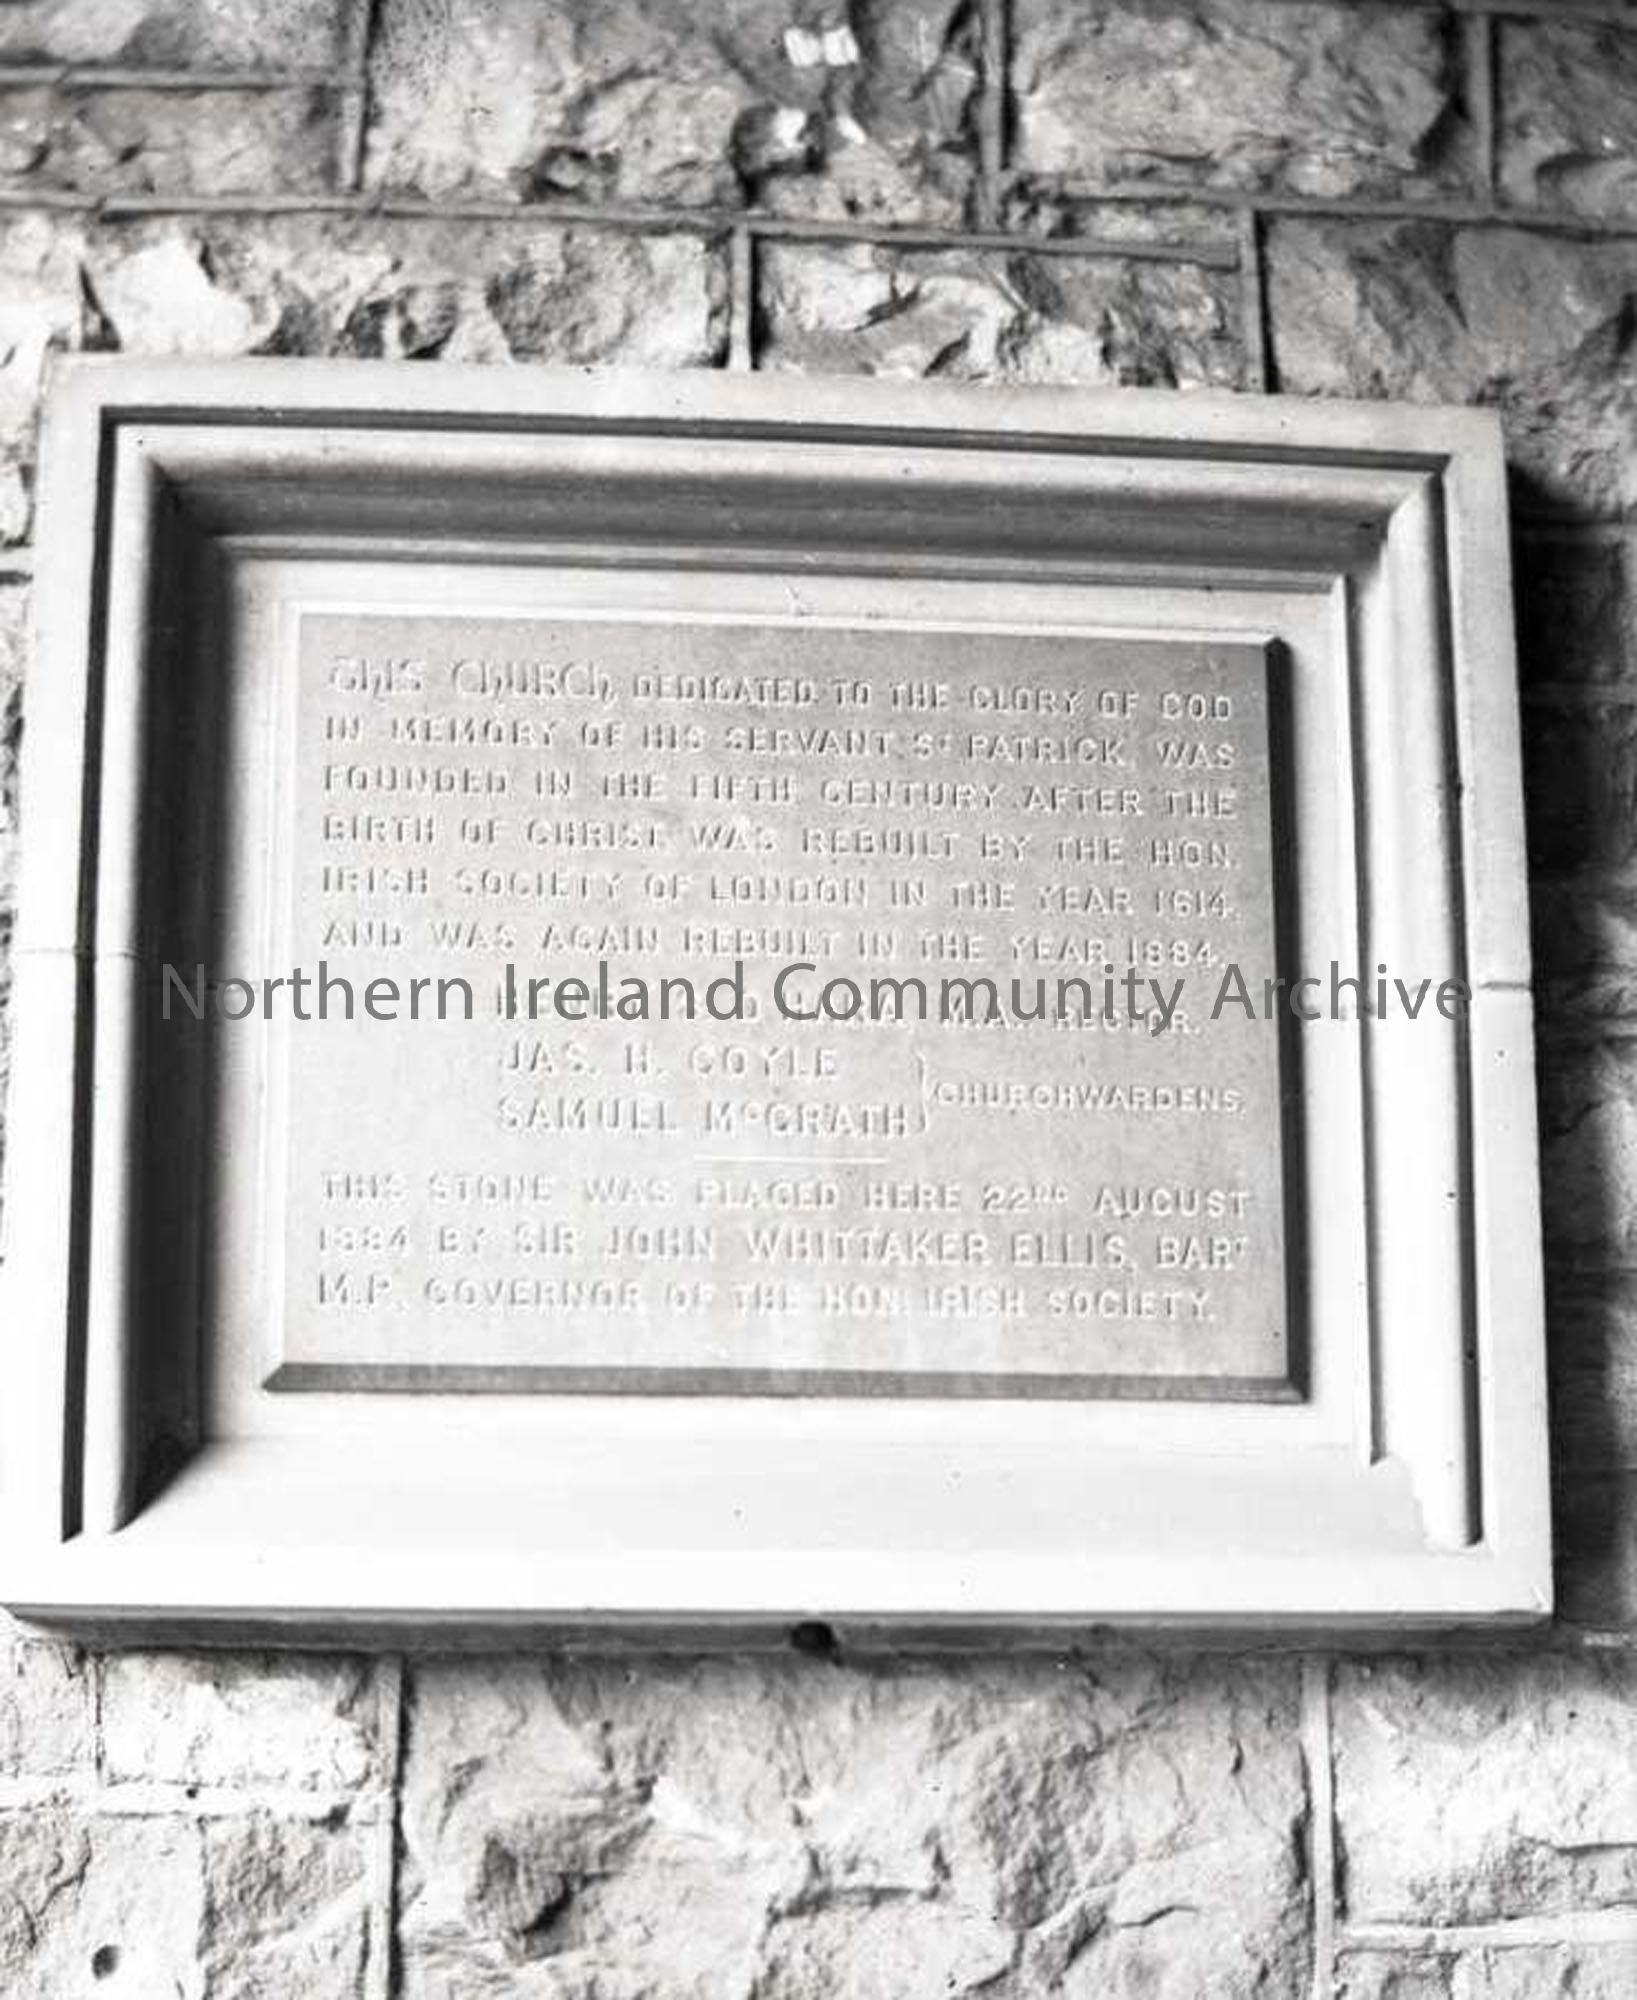 THIS CHURCH, DEDICATED TO THE GLORY OF GOD
IN MEMORY OF HIS SERVANT ST PATRICK, WAS
FOUNDED IN THE FIFTH CENTURY AFTER THE
BIRTH OF CHRIST. WAS REBUILT BY THE HON.
IRISH SOCIETY OF LONDON IN THE YEAR 1614.
AND WAS AGAIN REBUILT IN THE YEAR 1884.
O'HARA M.A. RECTOR.
JAS. H. COYLE
SAMUEL McGRATH } CHURCHWARDENS.
THIS STONE WAS PLACED HERE 22ND AUGUST
1884 BY SIR JOHN WHITTAKER ELLIS, BART
M.P. GOVERNOR OF THE HON. IRISH SOCIETY.
Northern Ireland Community Archive